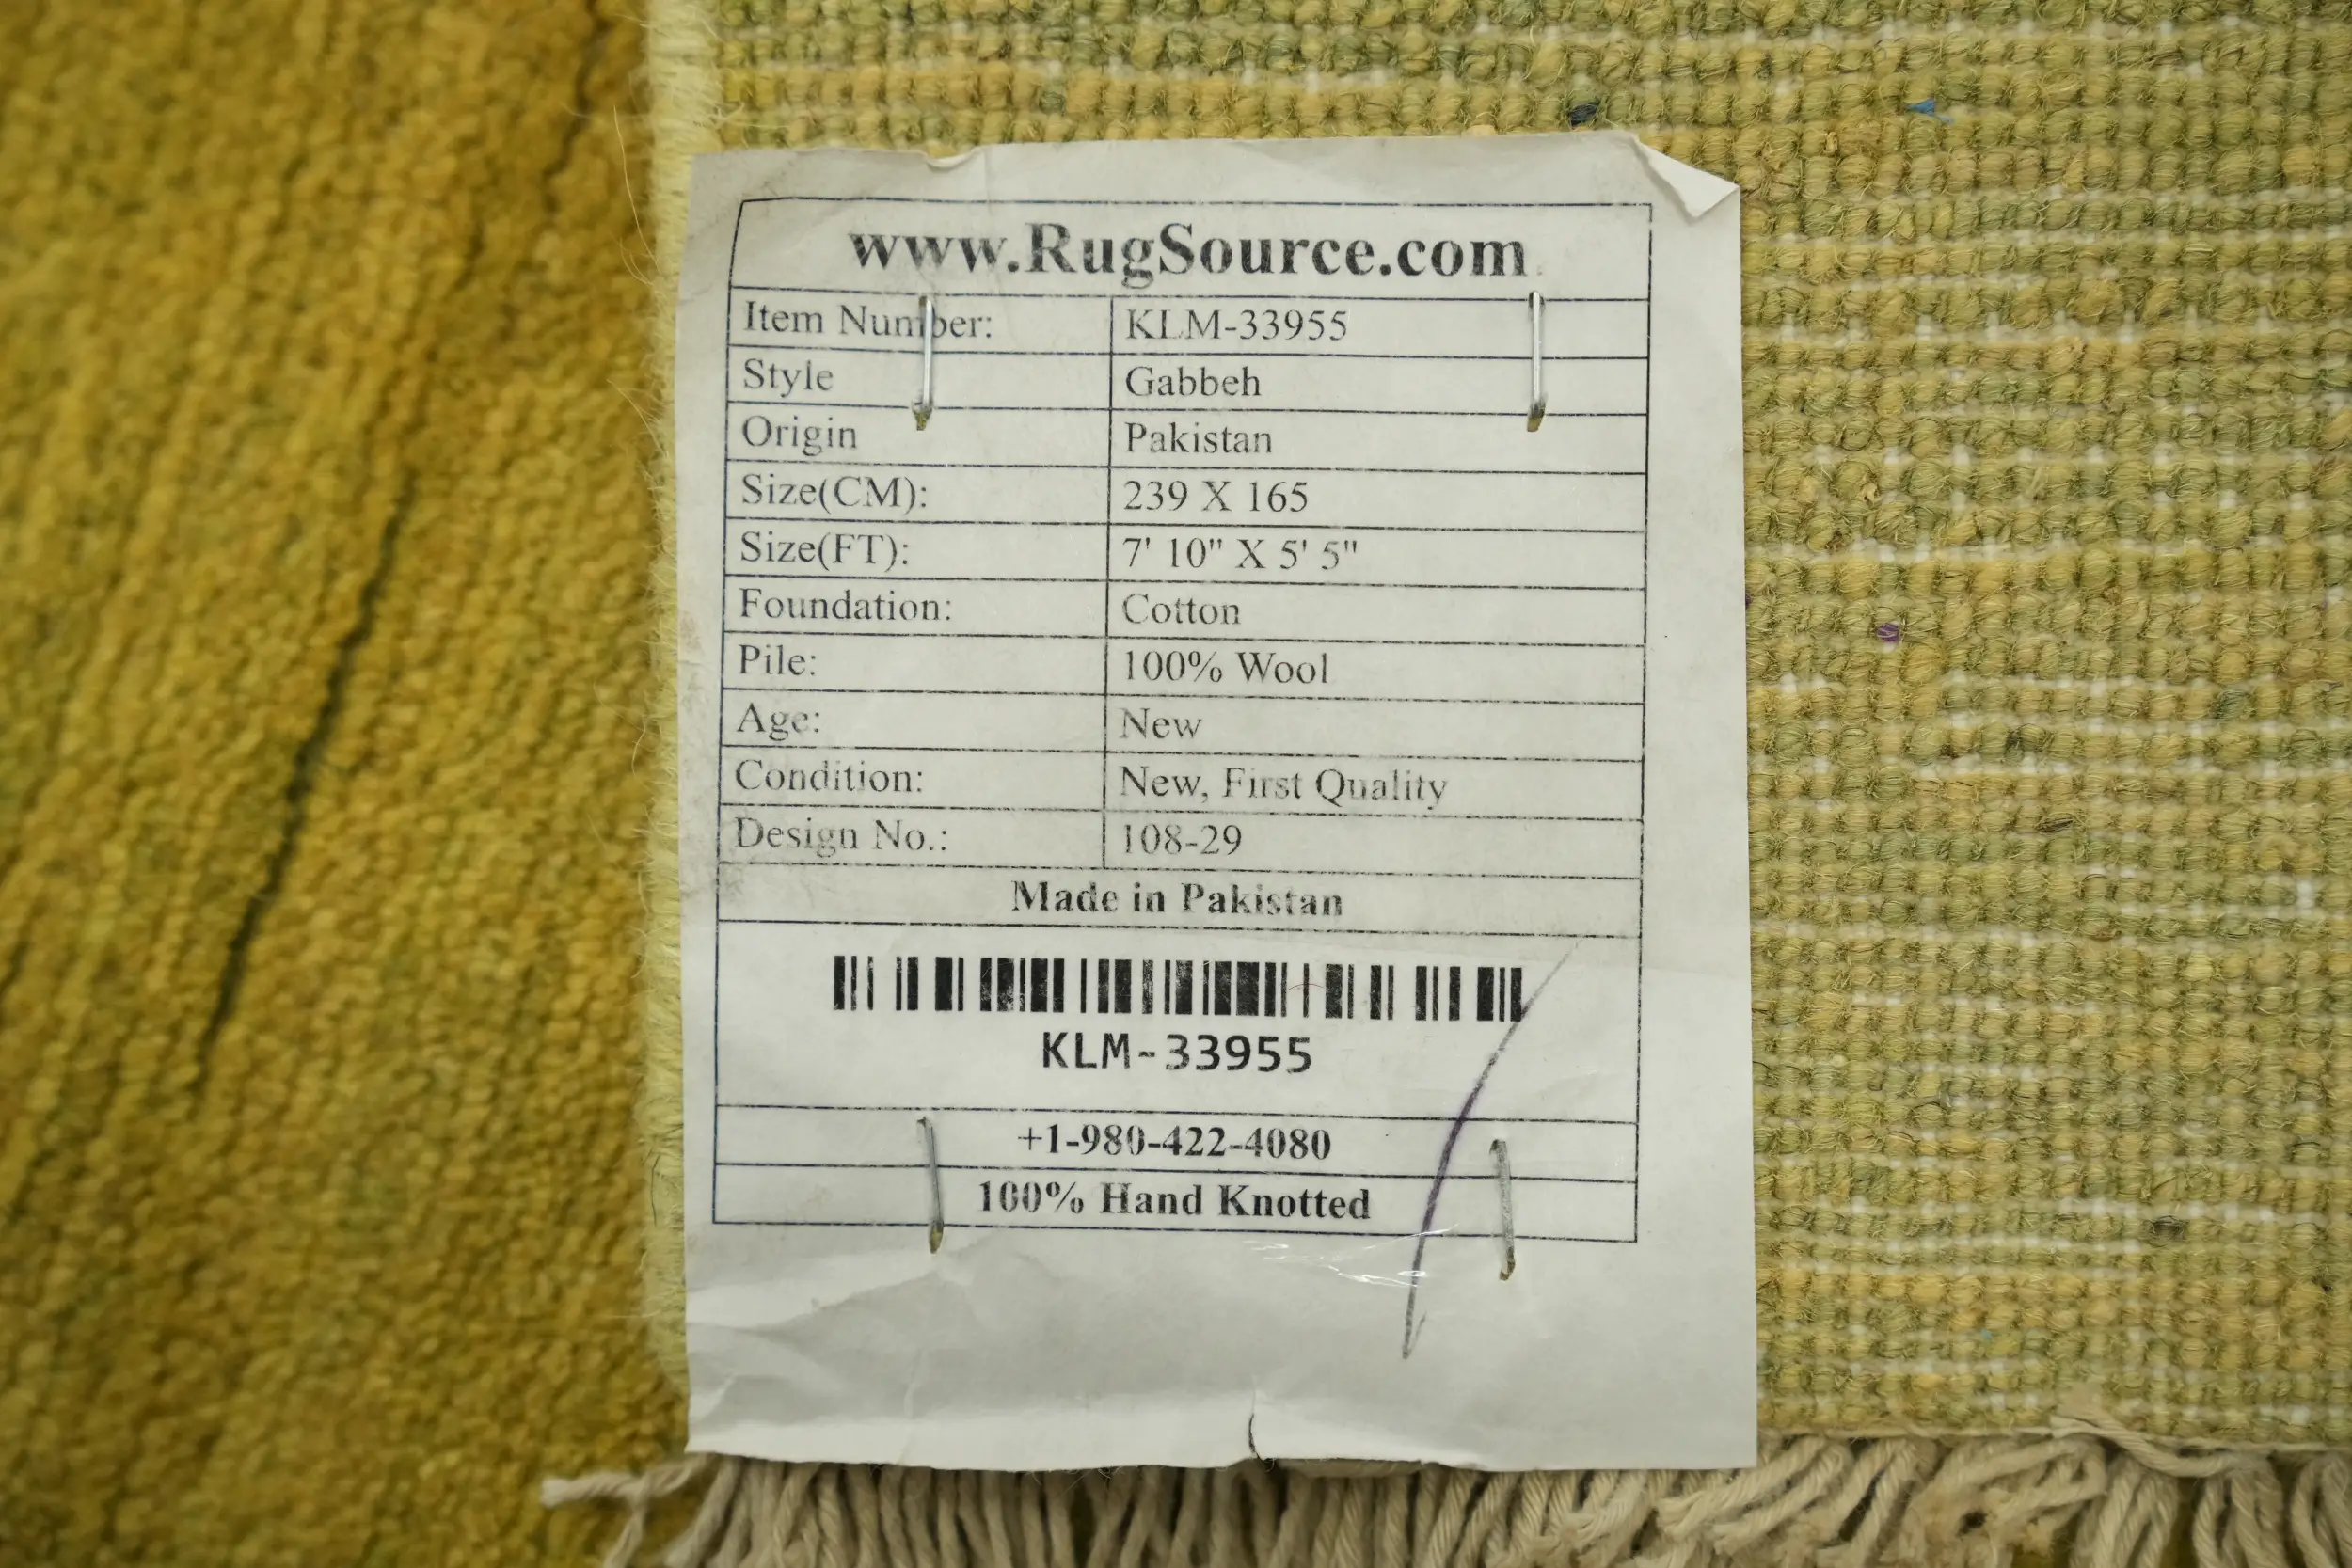 www.RugSource.com
Item Number: KLM-33955
Style Gabbeh
Origin Pakistan
Size(CM): 239 X 165
Size(FT): 7' 10" X 5' 5"
Foundation: Cotton
Pile: 100% Wool
Age: New
Condition: New, First Quality
Design No.: 108-29
Made in Pakistan
KLM-33955
+1-980-422-4080
100% Hand Knotted